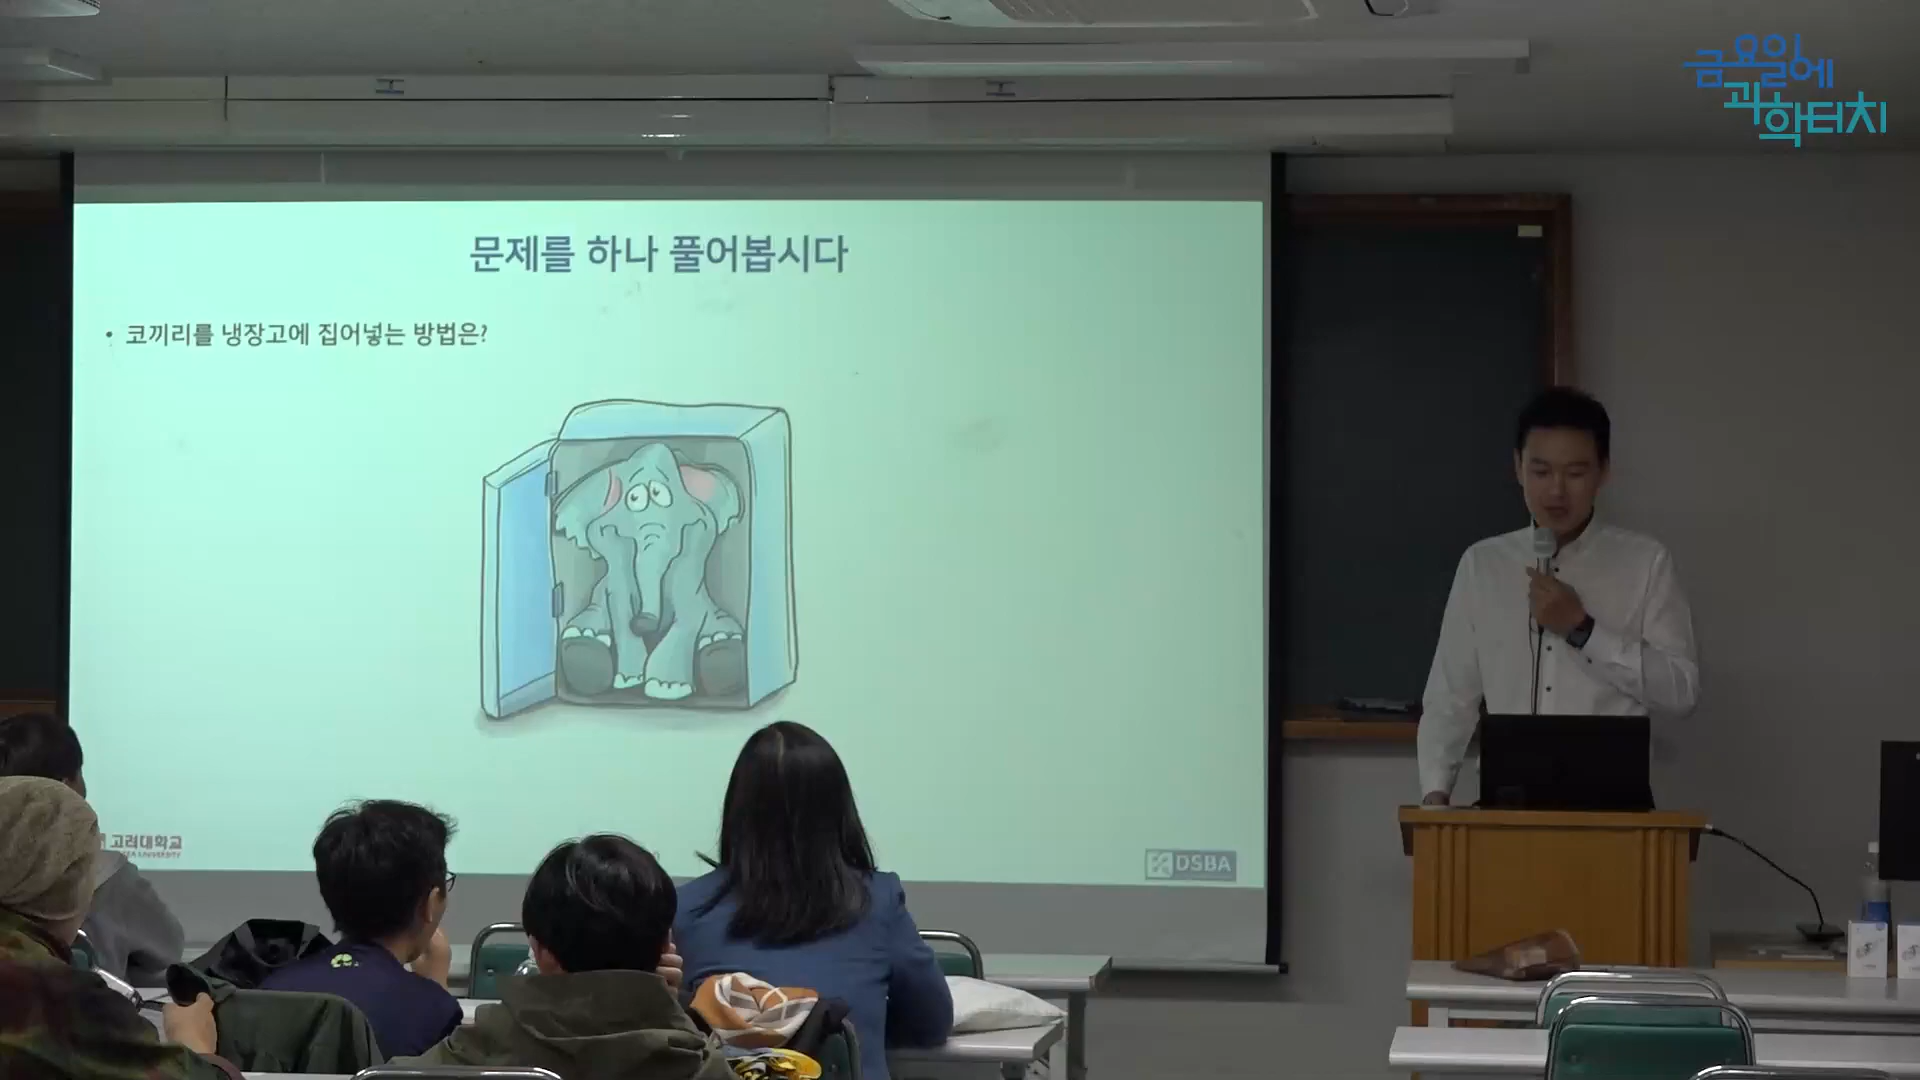 금요일에
과학터치
문제를 하나 풀어봅시다
• 코끼리를 냉장고에 집어넣는 방법은?
고려대학교
DSBA